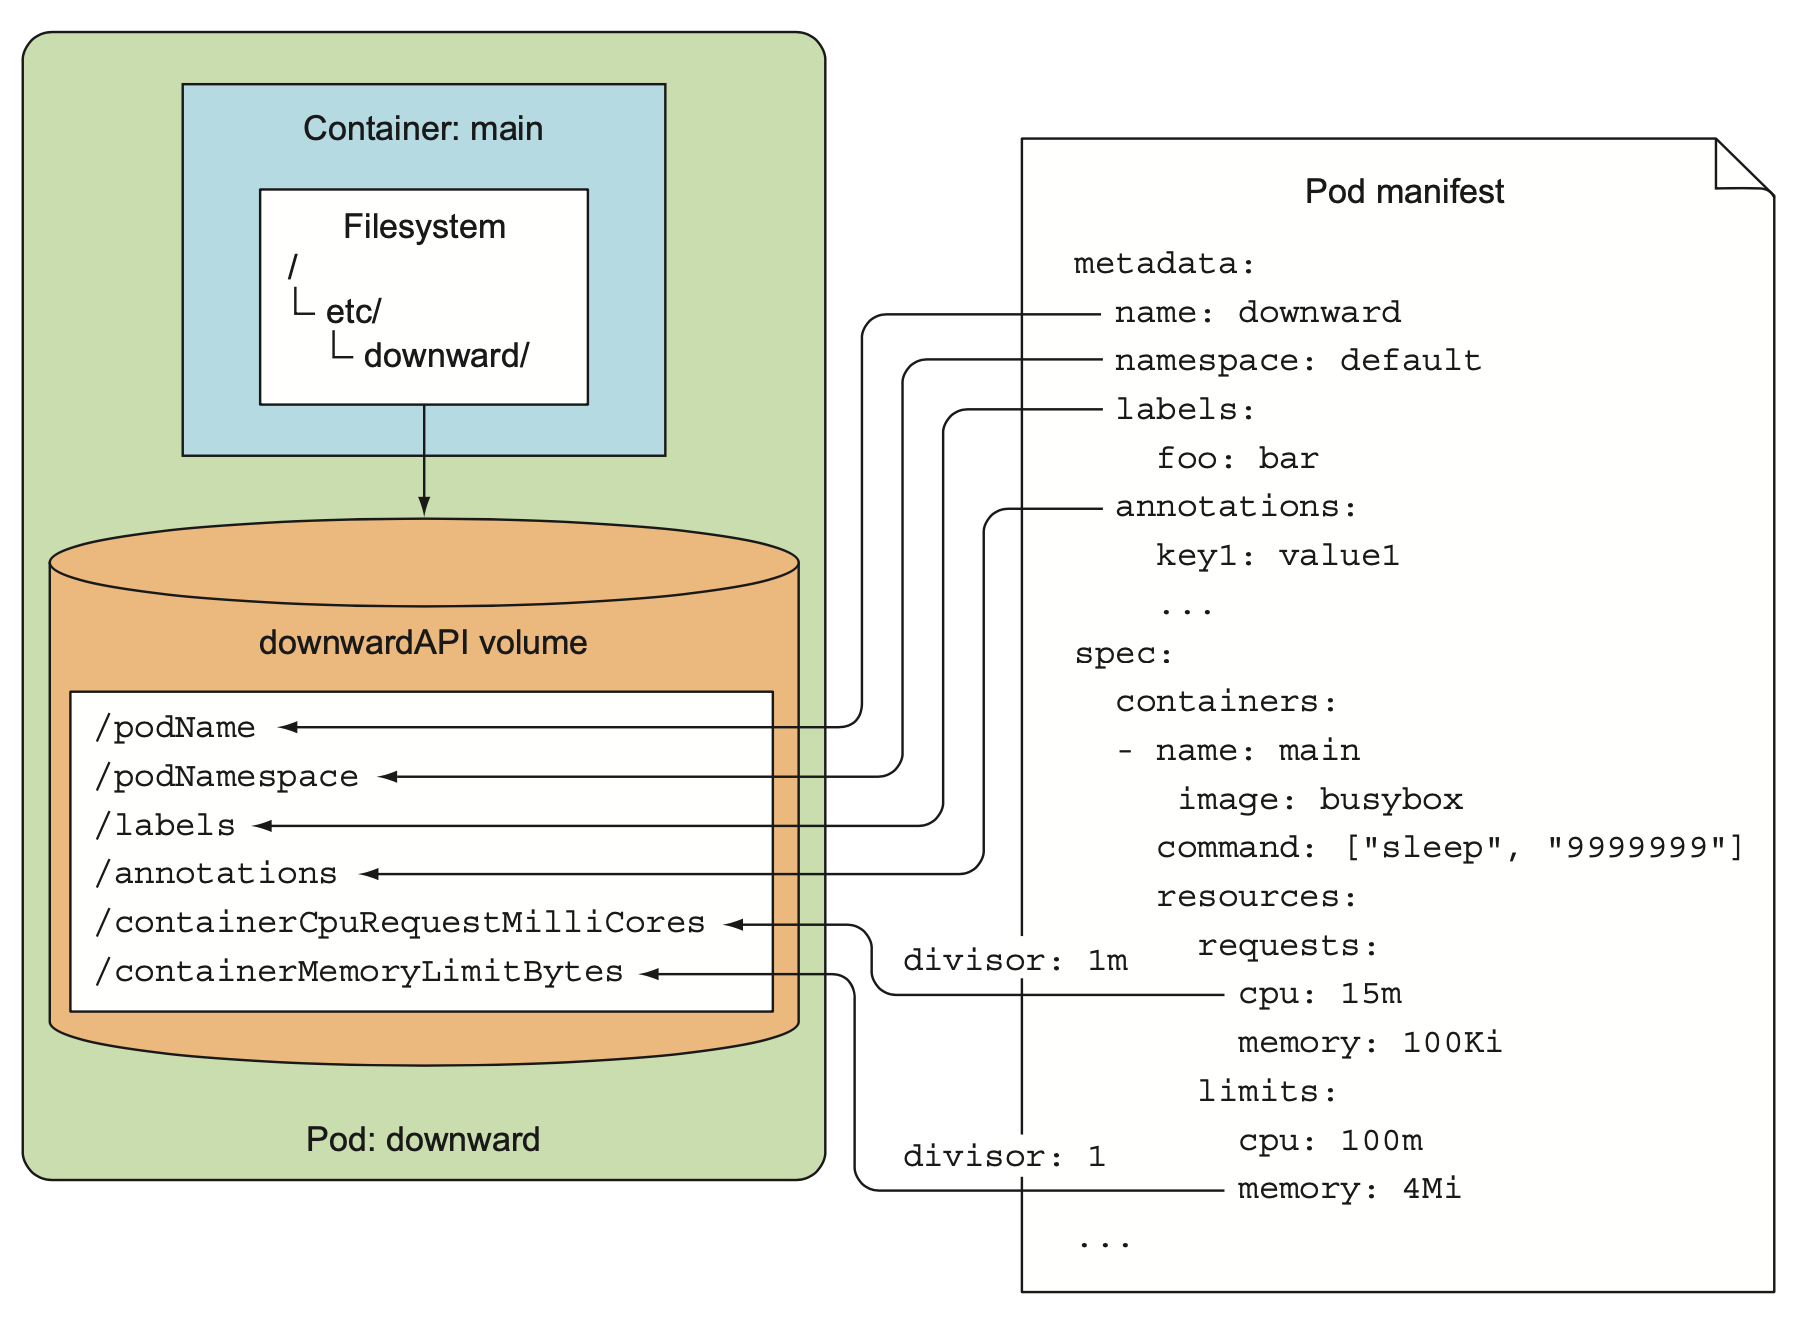 Container: main
Filesystem
/
etc/
downward/
downwardAPI volume
/podName
/podNamespace
/labels
/annotations
/containerCpuRequestMilliCores
/containerMemoryLimitBytes
Pod: downward
divisor: 1m
divisor: 1
Pod manifest
metadata:
name: downward
namespace: default
labels:
foo: bar
annotations:
key1: value1
...
spec:
containers:
- name: main
image: busybox
command: ["sleep", "9999999"]
resources:
requests:
cpu: 15m
memory: 100Ki
limits:
cpu: 100m
memory: 4Mi
...